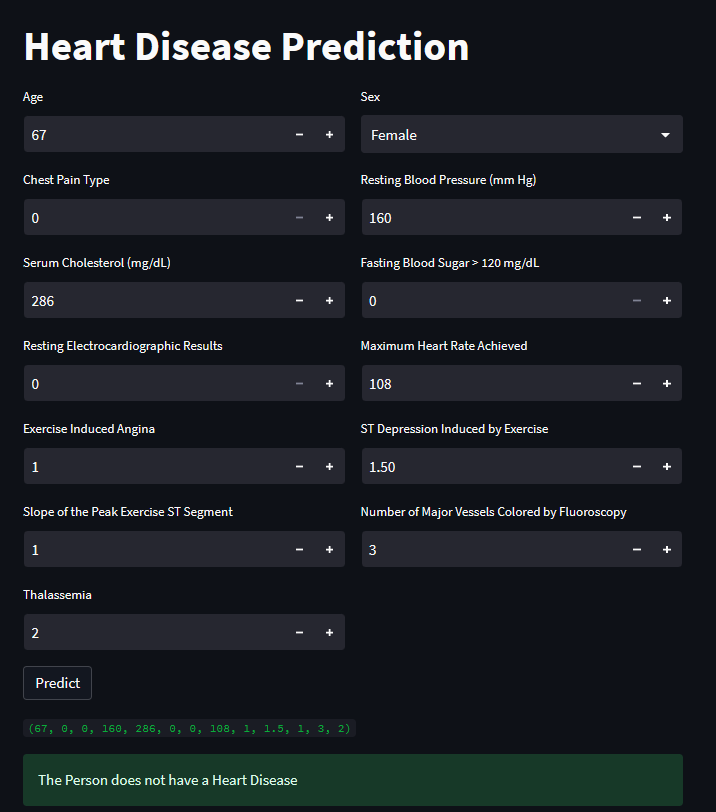 Heart Disease Prediction
Age
Sex
67
Female
Chest Pain Type
Resting Blood Pressure (mm Hg)
0
160
Serum Cholesterol (mg/dL)
Fasting Blood Sugar > 120 mg/dL
286
0
Resting Electrocardiographic Results
Maximum Heart Rate Achieved
0
108
Exercise Induced Angina
ST Depression Induced by Exercise
1
1.50
Slope of the Peak Exercise ST Segment
Number of Major Vessels Colored by Fluoroscopy
1
3
Thalassemia
2
Predict
(67, 0, 0, 160, 286, 0, 0, 108, 1, 1.5, 1, 3, 2)
The Person does not have a Heart Disease